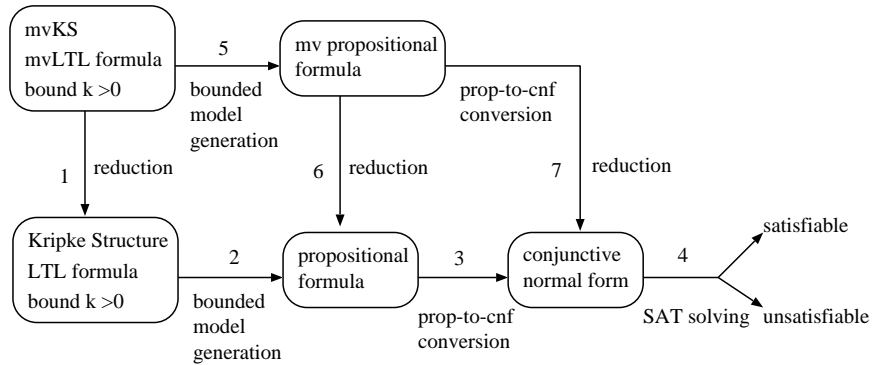 mvKS
mvLTL formula
bound k >0
5
bounded
model
generation
mv propositional
formula
prop-to-cnf
conversion
1
reduction
6
reduction
7
reduction
Kripke Structure
LTL formula
bound k >0
2
bounded
model
generation
propositional
formula
3
prop-to-cnf
conversion
conjunctive
normal form
4
SAT solving
satisfiable
unsatisfiable